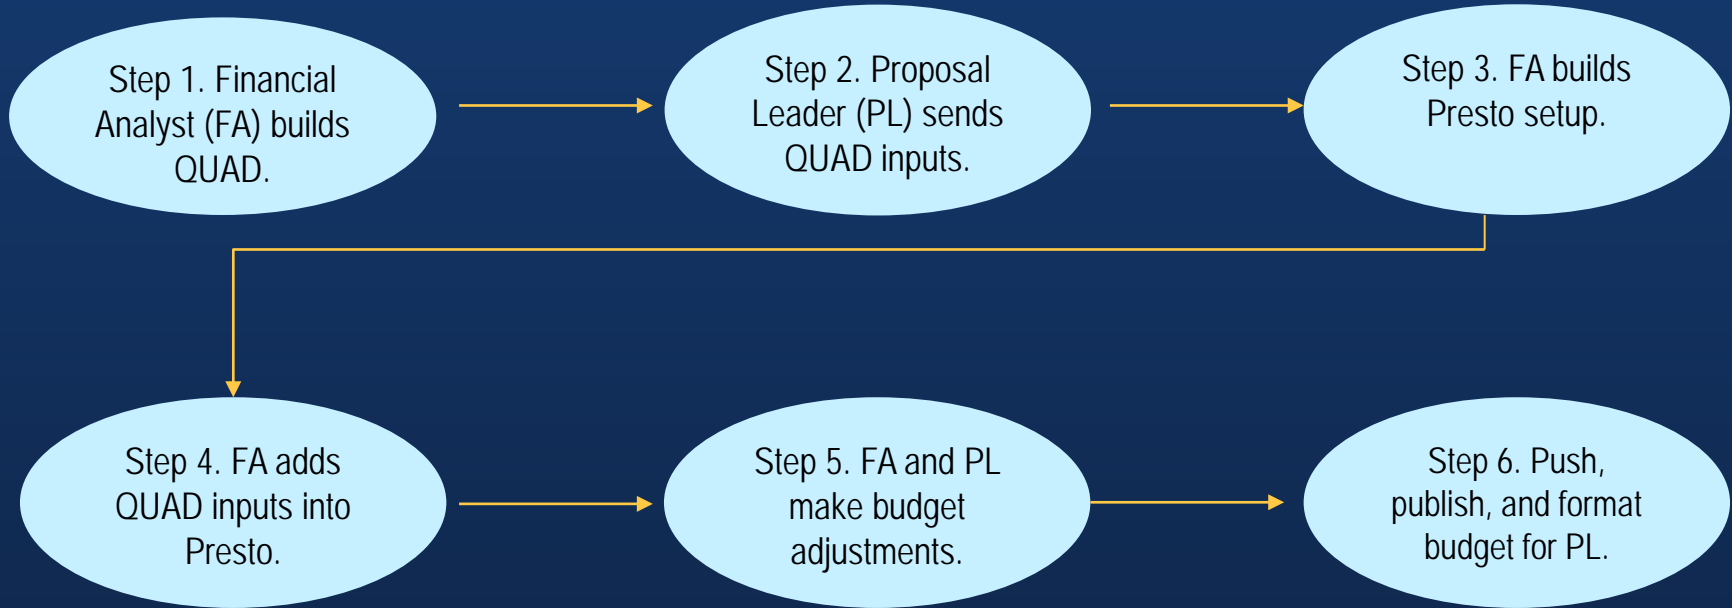 Step 1. Financial
Analyst (FA) builds
QUAD.
Step 2. Proposal
Leader (PL) sends
QUAD inputs.
Step 3. FA builds
Presto setup.
Step 4. FA adds
QUAD inputs into
Presto.
Step 5. FA and PL
make budget
adjustments.
Step 6. Push,
publish, and format
budget for PL.